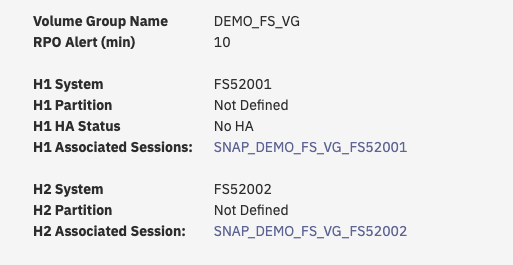 Volume Group Name DEMO_FS_VG
RPO Alert (min) 10
H1 System FS52001
H1 Partition Not Defined
H1 HA Status No HA
H1 Associated Sessions: SNAP_DEMO_FS_VG_FS52001
H2 System FS52002
H2 Partition Not Defined
H2 Associated Session: SNAP_DEMO_FS_VG_FS52002